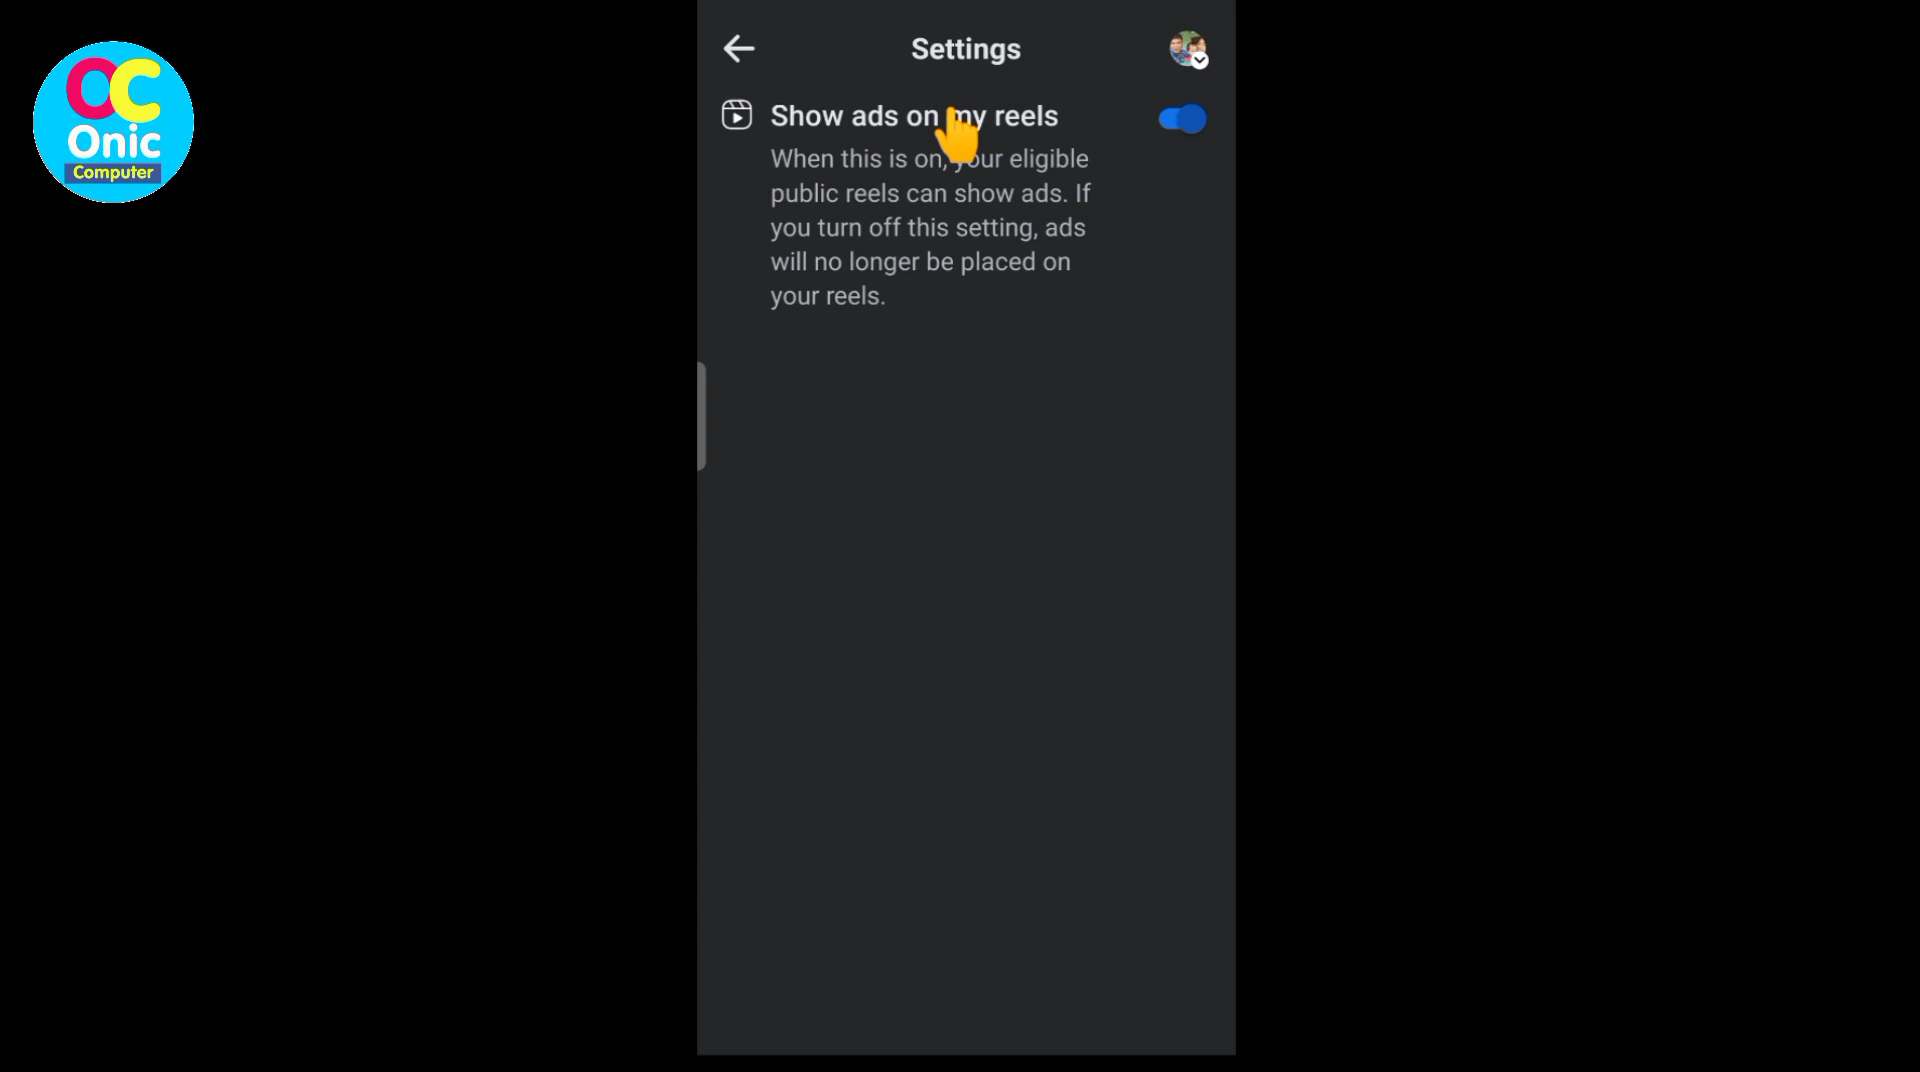 OC
Onic
Computer
Settings
Show ads on my reels
When this is on, your eligible
public reels can show ads. If
you turn off this setting, ads
will no longer be placed on
your reels.